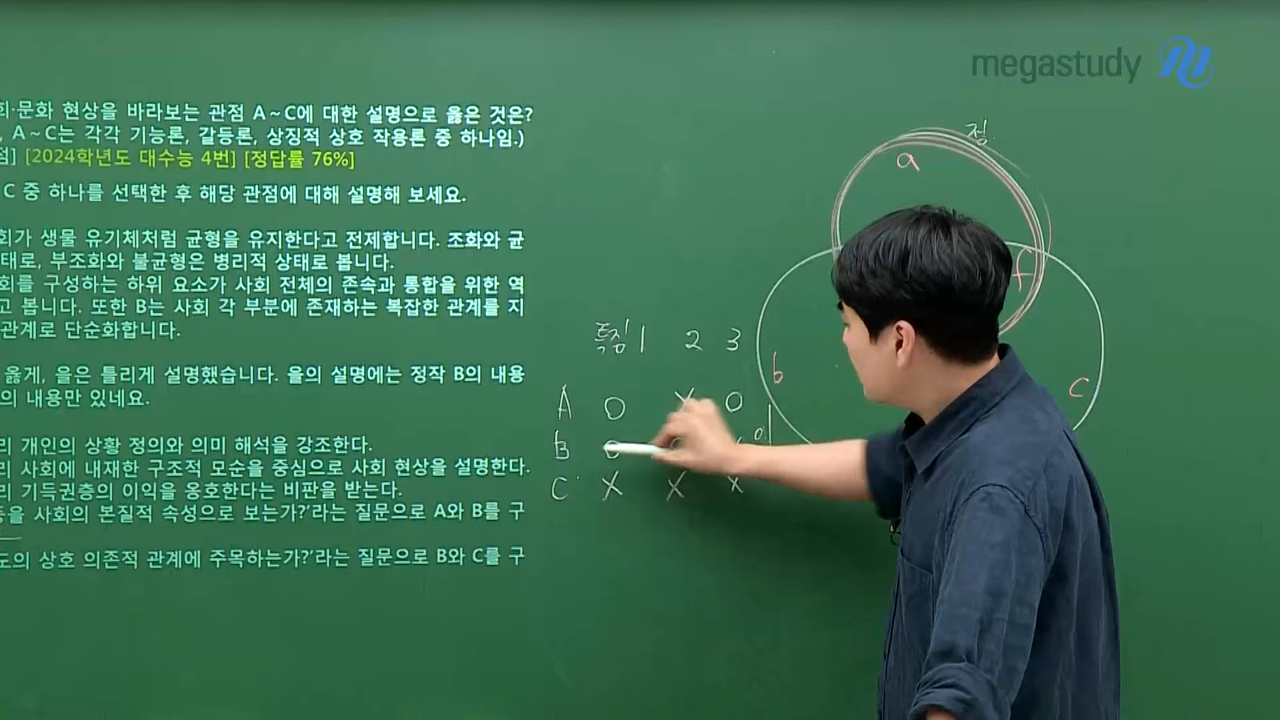 megastudy
회·문화 현상을 바라보는 관점 A~C에 대한 설명으로 옳은 것은?
, A~C는 각각 기능론, 갈등론, 상징적 상호 작용론 중 하나임.)
점] [2024학년도 대수능 4번] [정답률 76%]
C 중 하나를 선택한 후 해당 관점에 대해 설명해 보세요.
회가 생물 유기체처럼 균형을 유지한다고 전제합니다. 조화와 균
태로, 부조화와 불균형은 병리적 상태로 봅니다.
회를 구성하는 하위 요소가 사회 전체의 존속과 통합을 위한 역
고 봅니다. 또한 B는 사회 각 부분에 존재하는 복잡한 관계를 지
관계로 단순화합니다.
옳게, 을은 틀리게 설명했습니다. 을의 설명에는 정작 B의 내용
의 내용만 있네요.
리 개인의 상황 정의와 의미 해석을 강조한다.
리 사회에 내재한 구조적 모순을 중심으로 사회 현상을 설명한다.
리 기득권층의 이익을 옹호한다는 비판을 받는다.
등을 사회의 본질적 속성으로 보는가?'라는 질문으로 A와 B를 구
도의 상호 의존적 관계에 주목하는가?'라는 질문으로 B와 C를 구
특징 1 2 3
A O X O
B O
C X X X
점
a
f
b
c